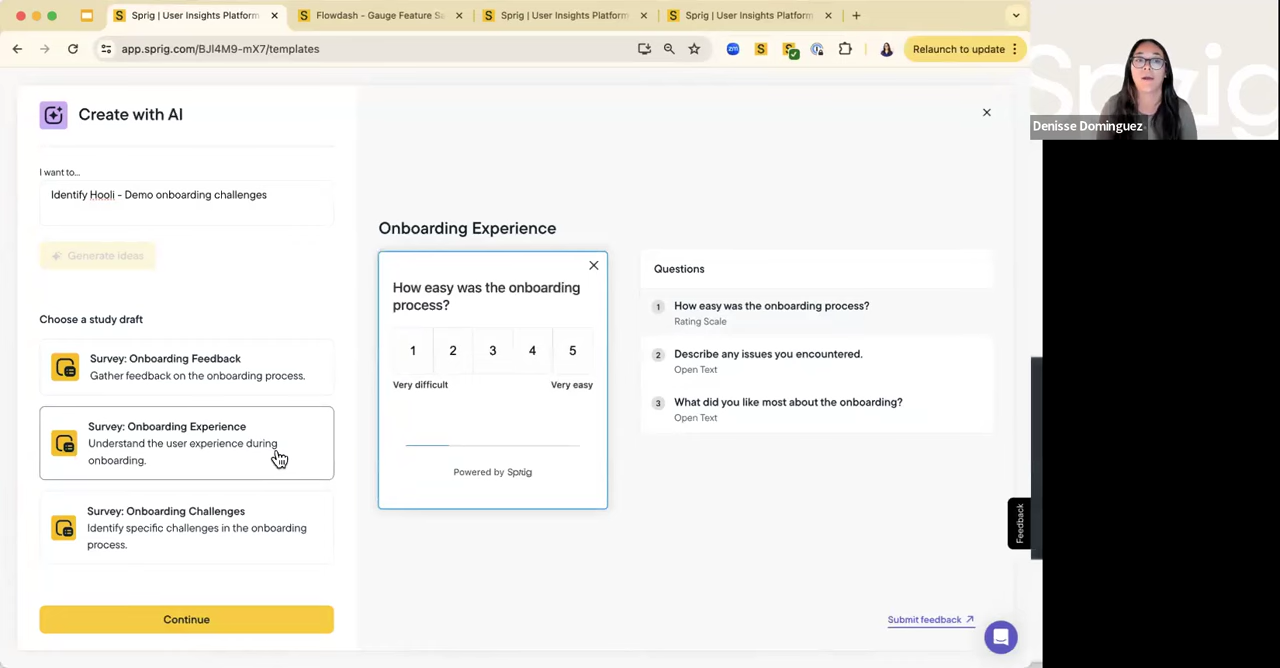 Sprig | User Insights Platform
Flowdash - Gauge Feature Sa
Sprig | User Insights Platform
Sprig | User Insights Platform
app.sprig.com/BJI4M9-mX7/templates
zm
S
Relaunch to update
Sprig
Denisse Dominguez
Create with AI
I want to...
Identify Hooli - Demo onboarding challenges
Generate ideas
Choose a study draft
Survey: Onboarding Feedback
Gather feedback on the onboarding process.
Survey: Onboarding Experience
Understand the user experience during
onboarding.
Survey: Onboarding Challenges
Identify specific challenges in the onboarding
process.
Continue
Onboarding Experience
How easy was the onboarding
process?
1 2 3 4 5
Very difficult Very easy
Powered by Sprig
Questions
1 How easy was the onboarding process?
Rating Scale
2 Describe any issues you encountered.
Open Text
3 What did you like most about the onboarding?
Open Text
Feedback
Submit feedback